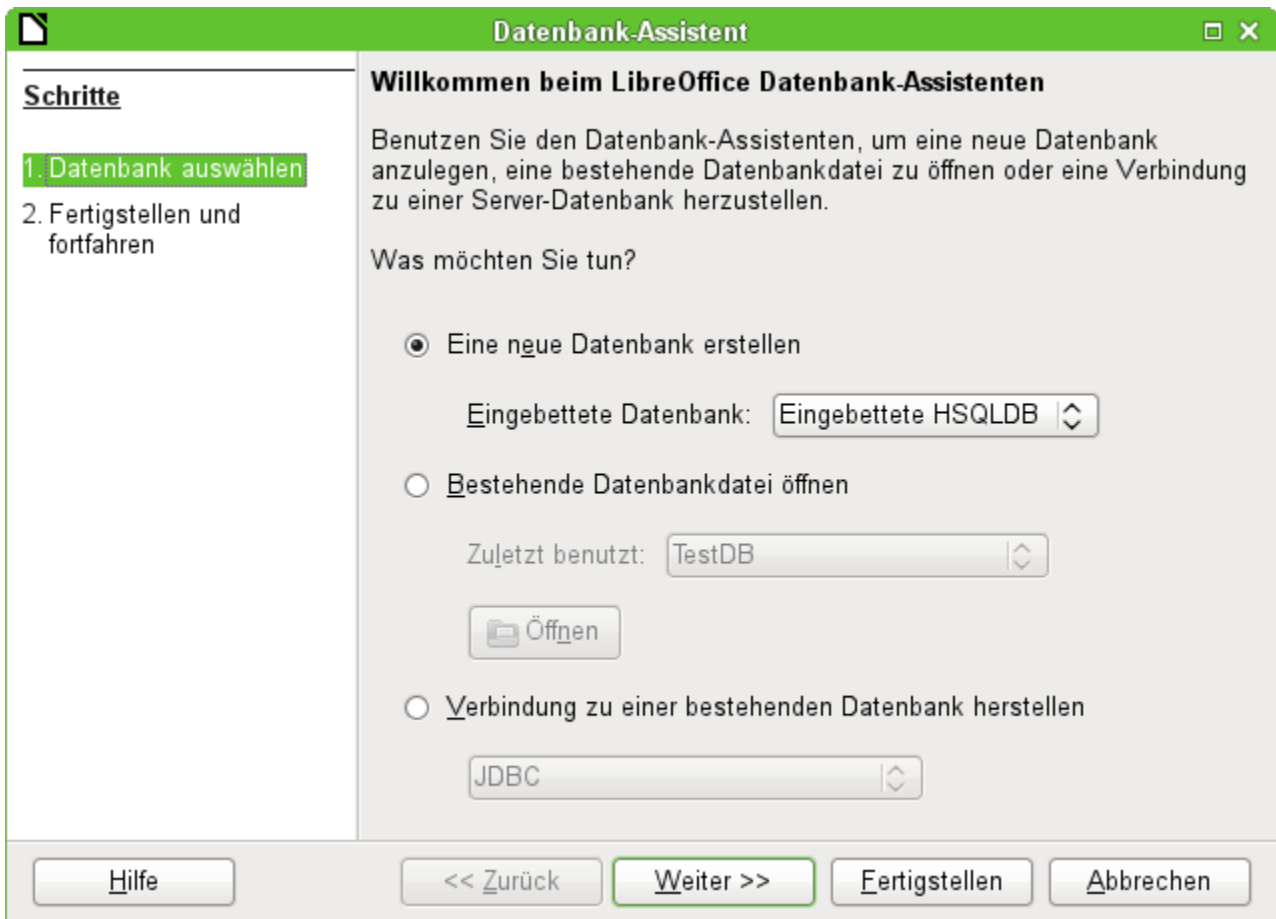 Datenbank-Assistent
Schritte
1. Datenbank auswählen
2. Fertigstellen und
fortfahren
Willkommen beim LibreOffice Datenbank-Assistenten
Benutzen Sie den Datenbank-Assistenten, um eine neue Datenbank
anzulegen, eine bestehende Datenbankdatei zu öffnen oder eine Verbindung
zu einer Server-Datenbank herzustellen.
Was möchten Sie tun?
Eine neue Datenbank erstellen
Eingebettete Datenbank: Eingebettete HSQLDB
Bestehende Datenbankdatei öffnen
Zuletzt benutzt: TestDB
Öffnen
Verbindung zu einer bestehenden Datenbank herstellen
JDBC
Hilfe << Zurück Weiter >> Fertigstellen Abbrechen